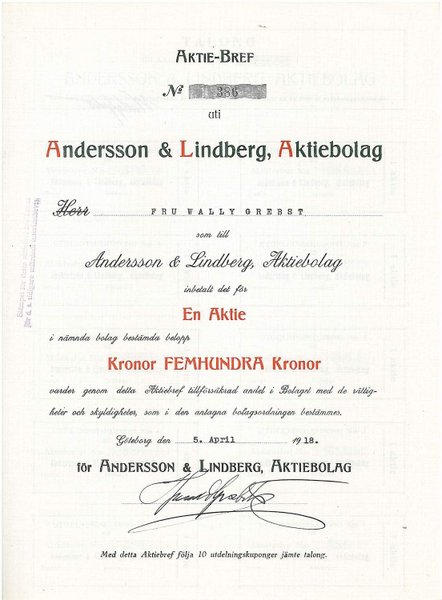 AKTIE-BREF
No 386
uti
Andersson & Lindberg, Aktiebolag
Herr FRU WALLY GREBST
som till
Andersson & Lindberg, Aktiebolag
inbetalt det för
En Aktie
i nämnda bolag bestämda belopp
Kronor FEMHUNDRA Kronor
varder genom detta Aktiebref tillförsäkrad andel i Bolaget med de rättig-
heter och skyldigheter, som i den antagna bolagsordningen bestämmes.
Göteborg den 5. April 1918.
för ANDERSSON & LINDBERG, AKTIEBOLAG
Med detta Aktiebref följa 10 utdelningskuponger jämte talong.